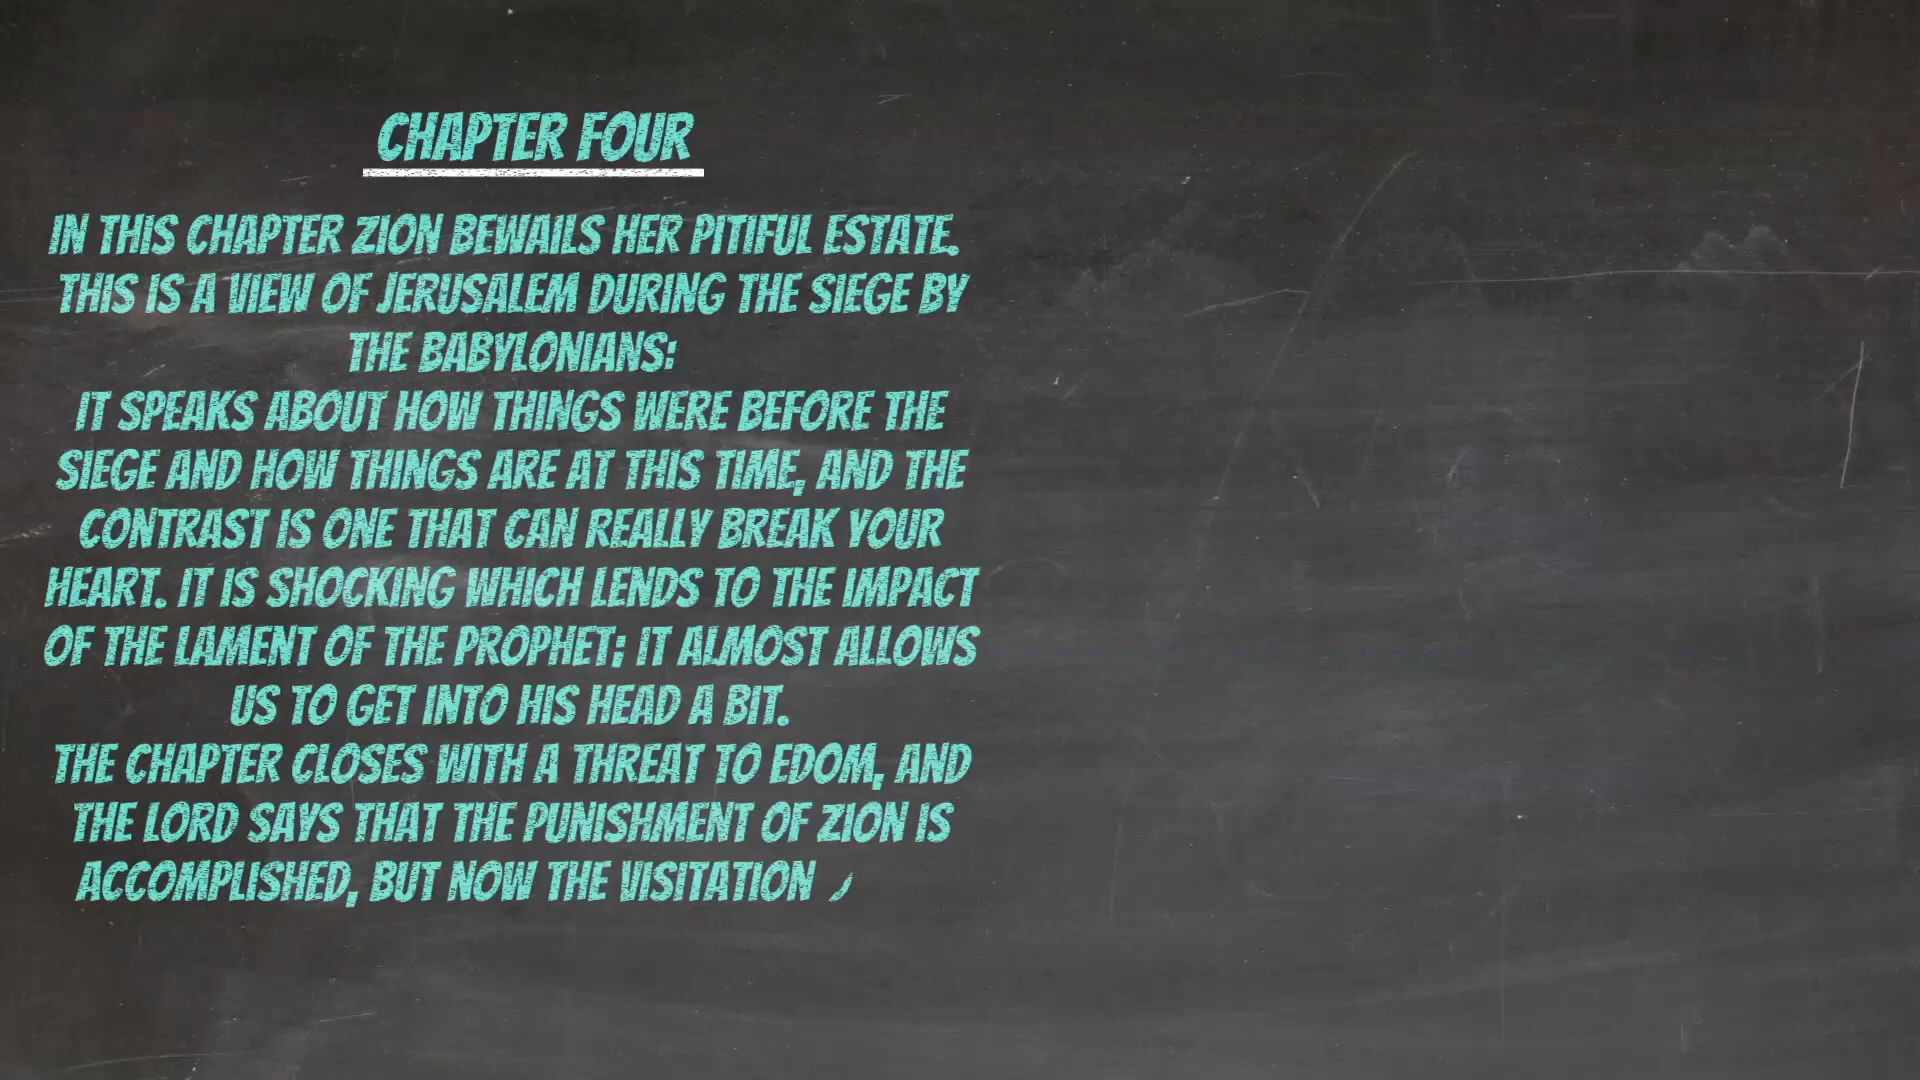 CHAPTER FOUR
IN THIS CHAPTER ZION BEWAILS HER PITIFUL ESTATE.
THIS IS A VIEW OF JERUSALEM DURING THE SIEGE BY
THE BABYLONIANS:
IT SPEAKS ABOUT HOW THINGS WERE BEFORE THE
SIEGE AND HOW THINGS ARE AT THIS TIME, AND THE
CONTRAST IS ONE THAT CAN REALLY BREAK YOUR
HEART. IT IS SHOCKING WHICH LENDS TO THE IMPACT
OF THE LAMENT OF THE PROPHET; IT ALMOST ALLOWS
US TO GET INTO HIS HEAD A BIT.
THE CHAPTER CLOSES WITH A THREAT TO EDOM, AND
THE LORD SAYS THAT THE PUNISHMENT OF ZION IS
ACCOMPLISHED, BUT NOW THE VISITATION